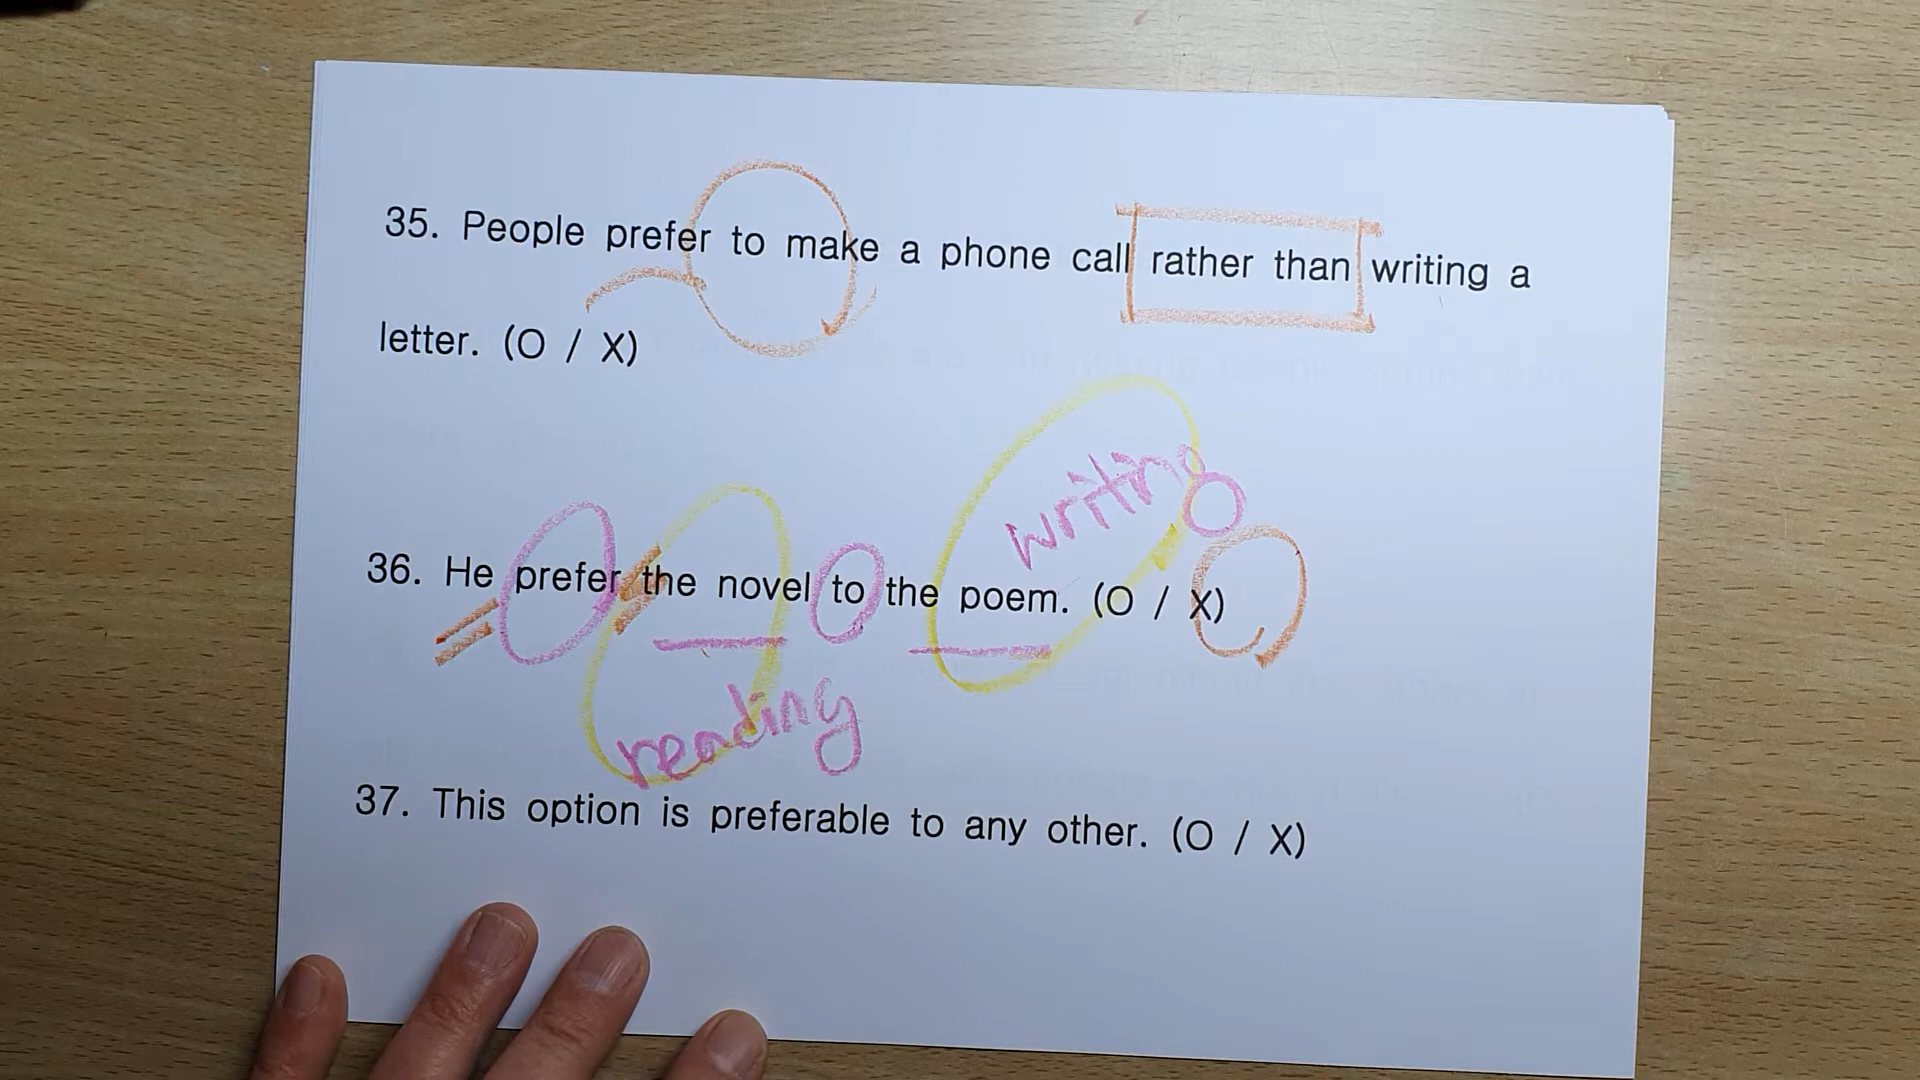 35. People prefer to make a phone call rather than writing a
letter. (O / X)
writing
36. He prefer the novel to the poem. (O / X)
reading
37. This option is preferable to any other. (O / X)